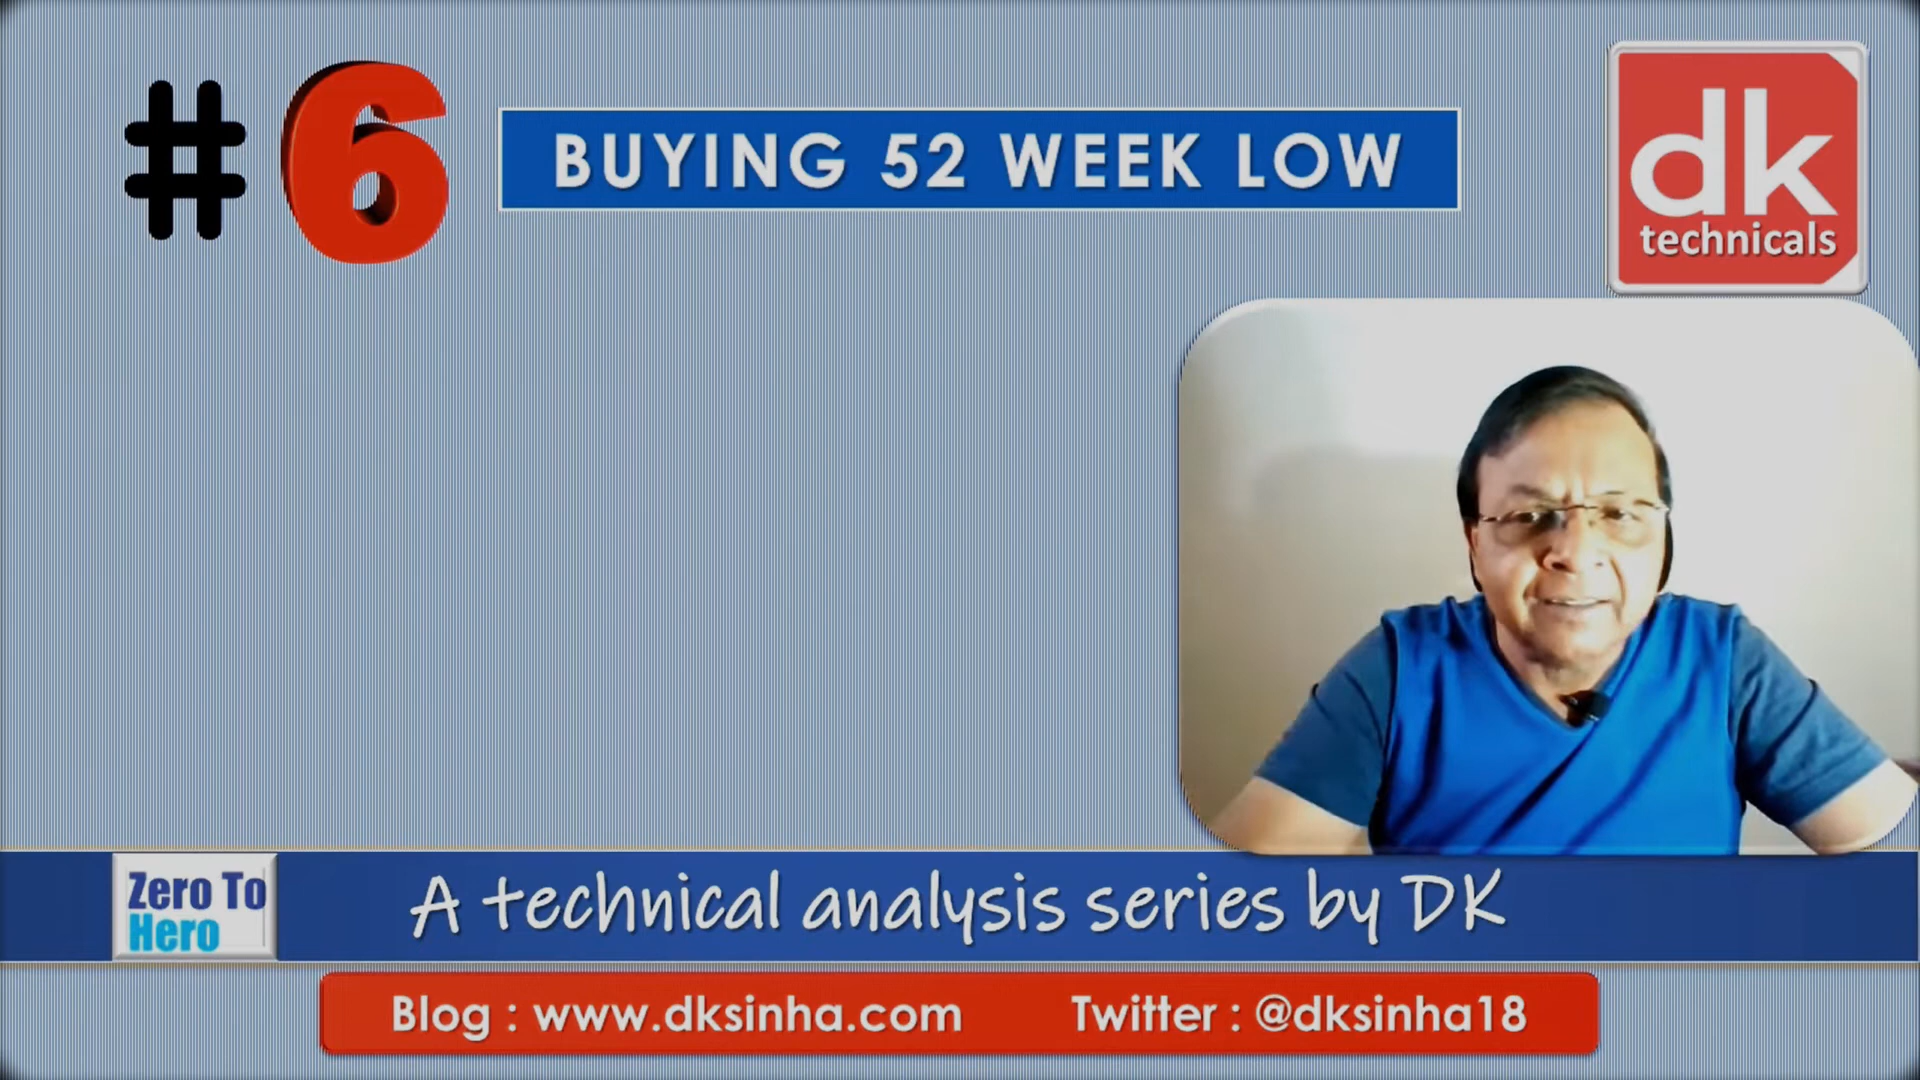 #6
BUYING 52 WEEK LOW
dk
technicals
Zero To
Hero
A technical analysis series by DK
Blog : www.dksinha.com
Twitter : @dksinha18